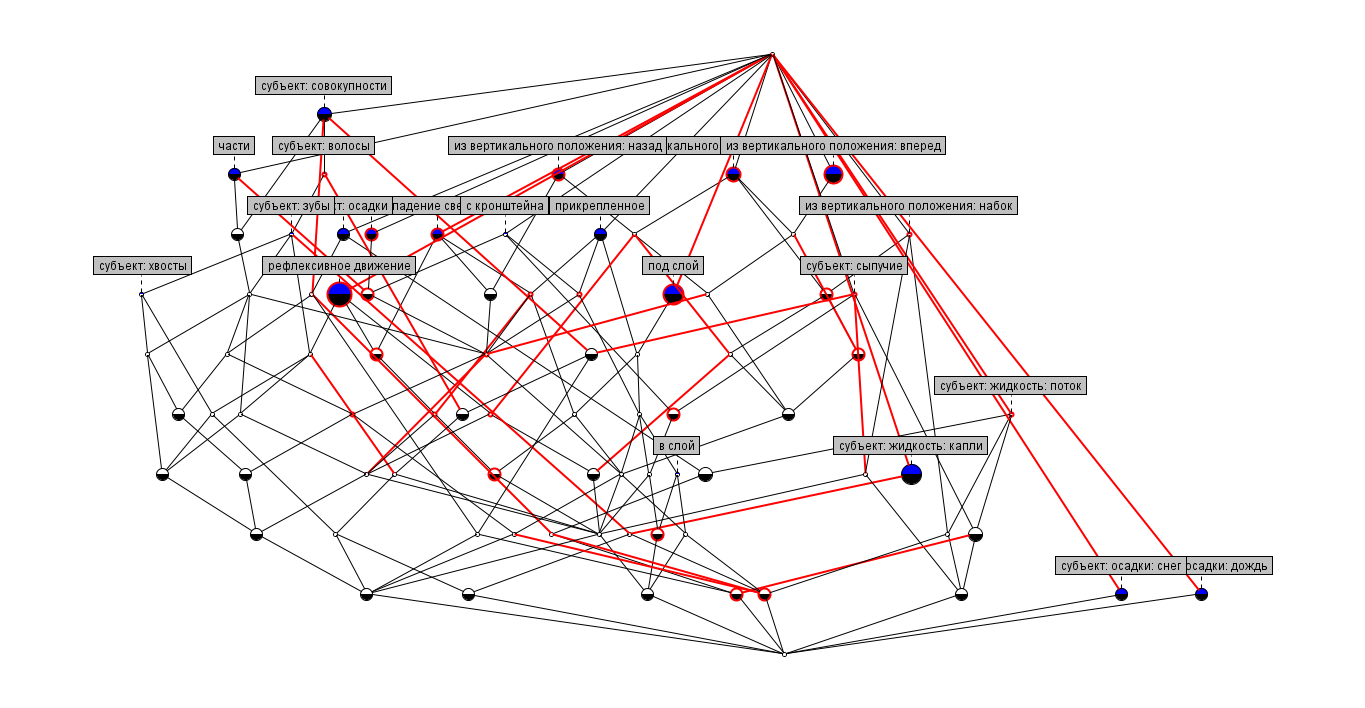 субъект: совокупности
части
субъект: волосы
из вертикального положения: назад
кального
из вертикального положения: вперед
субъект: зубы
т: осадки
падение све
с кронштейна
прикрепленное
из вертикального положения: набок
субъект: хвосты
рефлексивное движение
под слой
субъект: сыпучие
субъект: жидкость: поток
в слой
субъект: жидкость: капли
субъект: осадки: снег
осадки: дождь